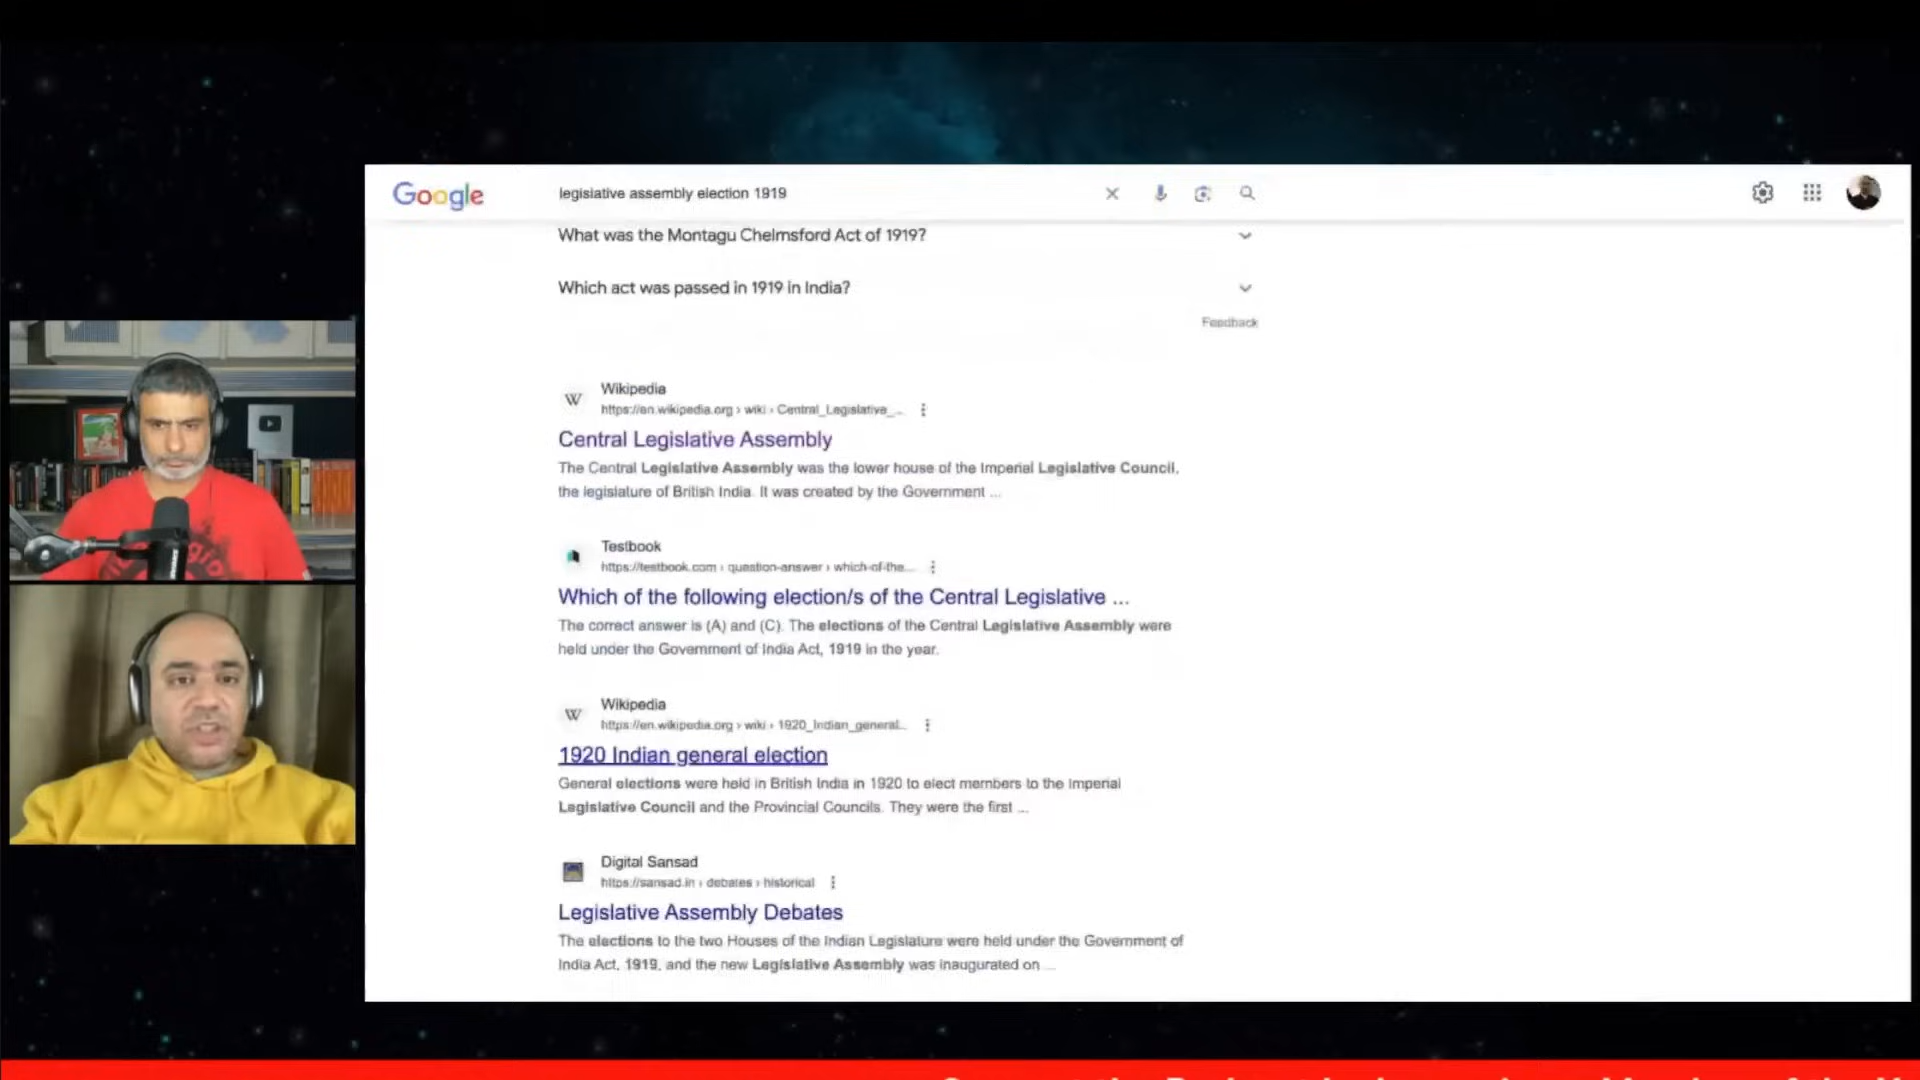 Google
legislative assembly election 1919
What was the Montagu Chelmsford Act of 1919?
Which act was passed in 1919 in India?
Feedback
Wikipedia
https://en.wikipedia.org › wiki › Central_Legislative_...
Central Legislative Assembly
The Central Legislative Assembly was the lower house of the Imperial Legislative Council,
the legislature of British India. It was created by the Government ...
Testbook
https://testbook.com › question-answer › which-of-the...
Which of the following election/s of the Central Legislative ...
The correct answer is (A) and (C). The elections of the Central Legislative Assembly were
held under the Government of India Act, 1919 in the year.
Wikipedia
https://en.wikipedia.org › wiki › 1920_Indian_general...
1920 Indian general election
General elections were held in British India in 1920 to elect members to the Imperial
Legislative Council and the Provincial Councils. They were the first ...
Digital Sansad
https://sansad.in › debates › historical
Legislative Assembly Debates
The elections to the two Houses of the Indian Legislature were held under the Government of
India Act, 1919, and the new Legislative Assembly was inaugurated on ...